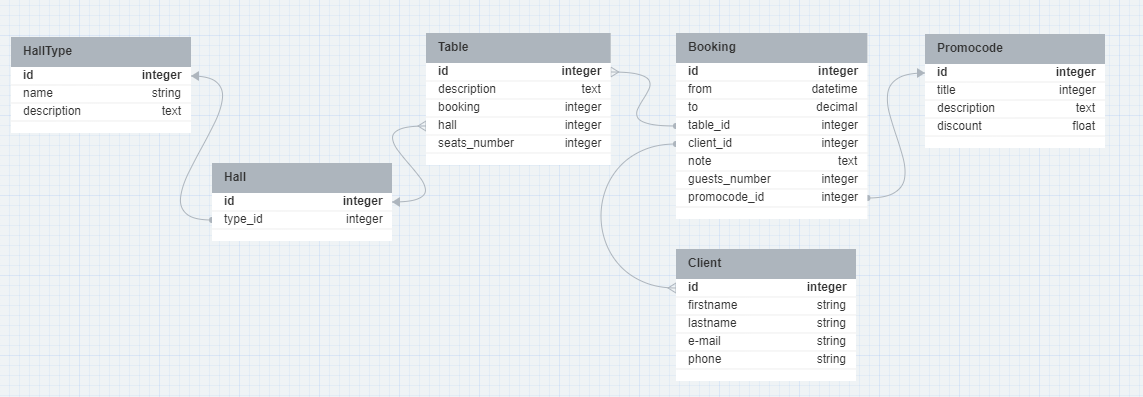 HallType
id integer
name string
description text
Hall
id integer
type_id integer
Table
id integer
description text
booking integer
hall integer
seats_number integer
Booking
id integer
from datetime
to decimal
table_id integer
client_id integer
note text
guests_number integer
promocode_id integer
Client
id integer
firstname string
lastname string
e-mail string
phone string
Promocode
id integer
title integer
description text
discount float